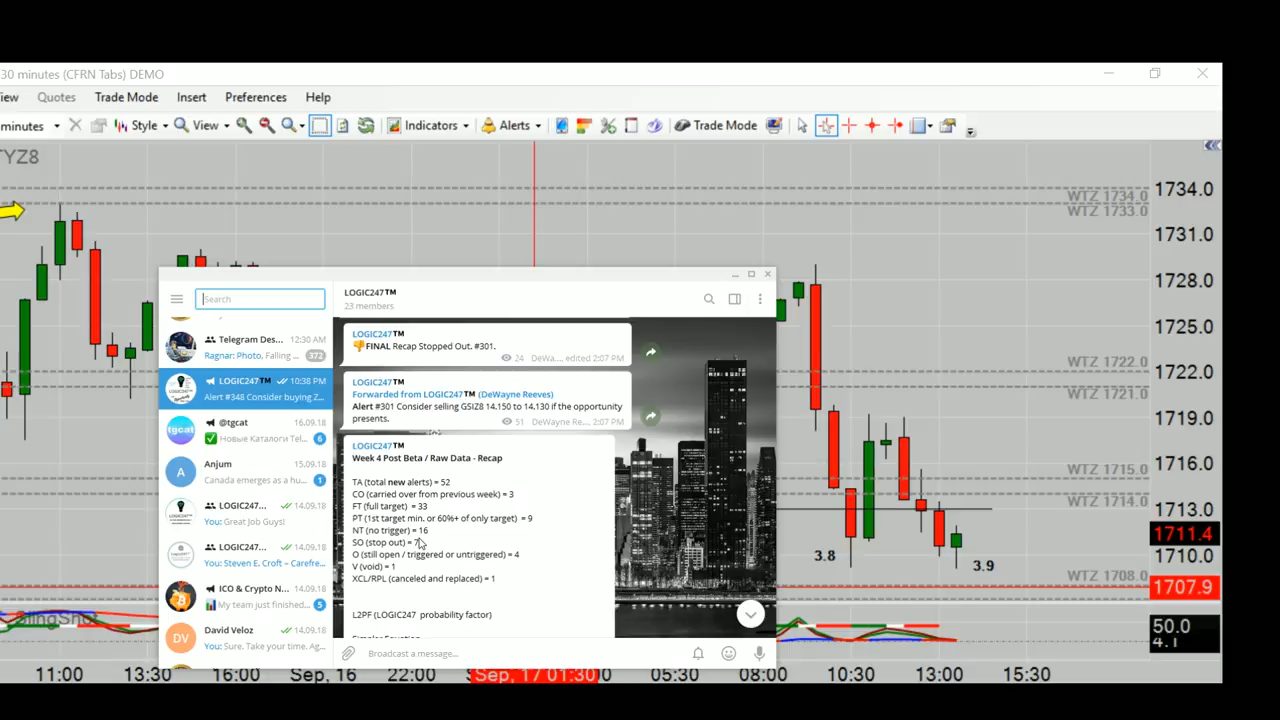 30 minutes (CFRN Tabs) DEMO
iew Quotes Trade Mode Insert Preferences Help
minutes Style View Indicators Alerts Trade Mode
TYZ8
WTZ 1734.0
WTZ 1733.0
WTZ 1722.0
WTZ 1721.0
WTZ 1715.0
WTZ 1714.0
WTZ 1708.0
1734.0
1731.0
1728.0
1725.0
1722.0
1719.0
1716.0
1713.0
1711.4
1710.0
1707.9
50.0
4.1
3.8
3.9
SlingShot
11:00 13:30 16:00 Sep, 16 22:00 Sep, 17 01:30 05:30 08:00 10:30 13:00 15:30
Search
Telegram Des... 12:30 AM
Ragnar: Photo, Falling ... 372
LOGIC247™ 10:38 PM
Alert #348 Consider buying Z...
tgcat
@tgcat 16.09.18
Новые Каталоги Tel... 6
A
Anjum 15.09.18
Canada emerges as a hu... 1
LOGIC247... 14.09.18
You: Great Job Guys!
LOGIC247... 14.09.18
You: Steven E. Croft – Carefre...
ICO & Crypto N... 14.09.18
My team just finished... 5
DV
David Veloz 14.09.18
You: Sure. Take your time. Ag...
LOGIC247™
23 members
LOGIC247™
👎FINAL Recap Stopped Out. #301.
24 DeWa..., edited 2:07 PM
LOGIC247™
Forwarded from LOGIC247™ (DeWayne Reeves)
Alert #301 Consider selling GSIZ8 14.150 to 14.130 if the opportunity
presents.
51 DeWayne Re..., 2:07 PM
LOGIC247™
Week 4 Post Beta / Raw Data - Recap
TA (total new alerts) = 52
CO (carried over from previous week) = 3
FT (full target) = 33
PT (1st target min. or 60%+ of only target) = 9
NT (no trigger) = 16
SO (stop out) = 7
O (still open / triggered or untriggered) = 4
V (void) = 1
XCL/RPL (canceled and replaced) = 1
L2PF (LOGIC247 probability factor)
Broadcast a message...